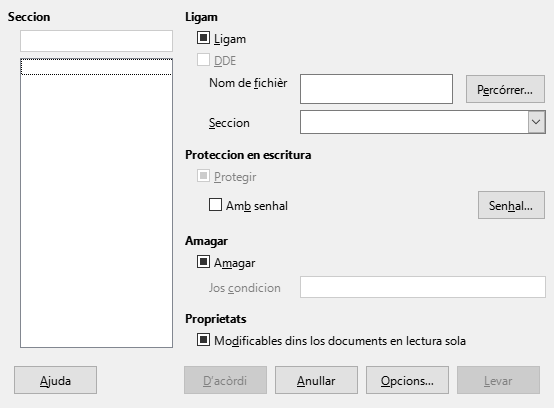 Seccion
Ligam
Ligam
DDE
Nom de fichièr
Percórrer...
Seccion
Proteccion en escritura
Protegir
Amb senhal
Senhal...
Amagar
Amagar
Jos condicion
Proprietats
Modificables dins los documents en lectura sola
Ajuda
D'acòrdi
Anullar
Opcions...
Levar